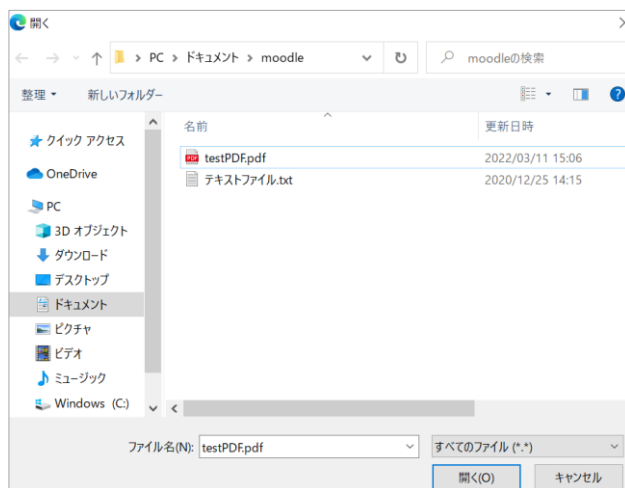 開く
PC > ドキュメント > moodle
moodleの検索
整理 新しいフォルダー
名前 更新日時
クイック アクセス
OneDrive
PC
3D オブジェクト
ダウンロード
デスクトップ
ドキュメント
ピクチャ
ビデオ
ミュージック
Windows (C:)
PDF testPDF.pdf 2022/03/11 15:06
テキストファイル.txt 2020/12/25 14:15
ファイル名(N): testPDF.pdf すべてのファイル (*.*)
開く(O) キャンセル